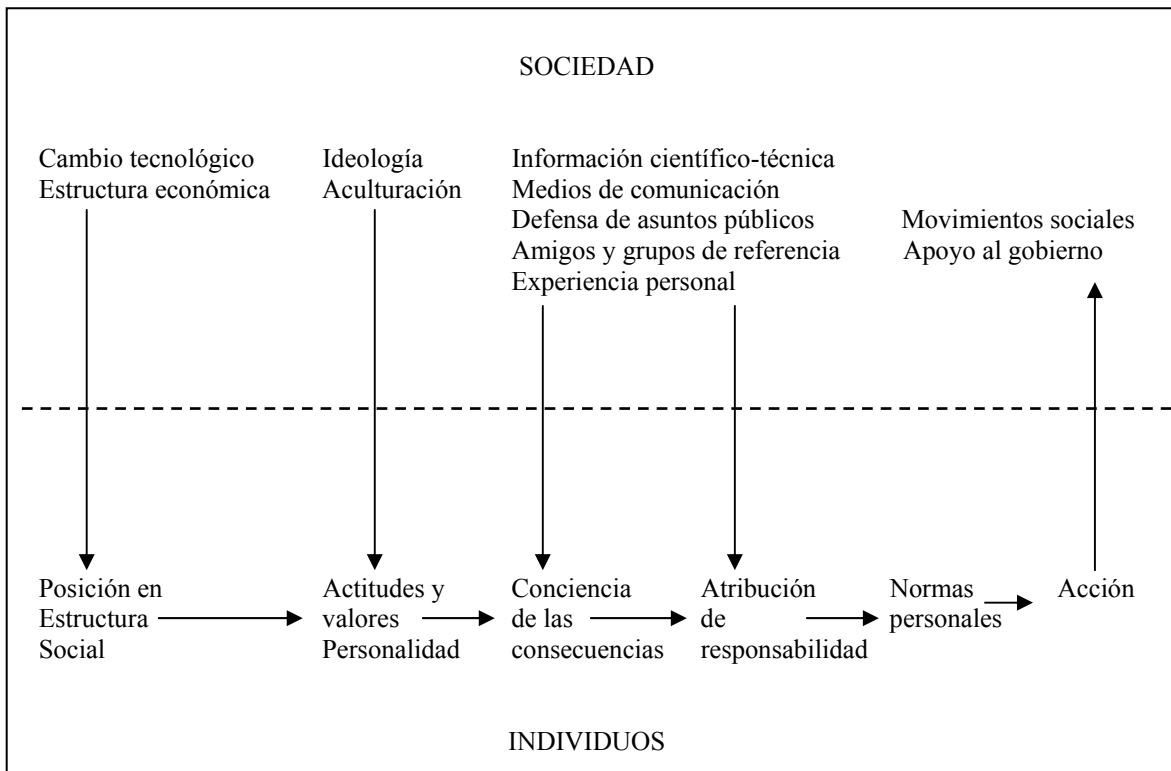 SOCIEDAD
Cambio tecnológico
Estructura económica
Ideología
Aculturación
Información científico-técnica
Medios de comunicación
Defensa de asuntos públicos
Amigos y grupos de referencia
Experiencia personal
Movimientos sociales
Apoyo al gobierno
Posición en
Estructura
Social
Actitudes y
valores
Personalidad
Conciencia
de las
consecuencias
Atribución
de
responsabilidad
Normas
personales
Acción
INDIVIDUOS